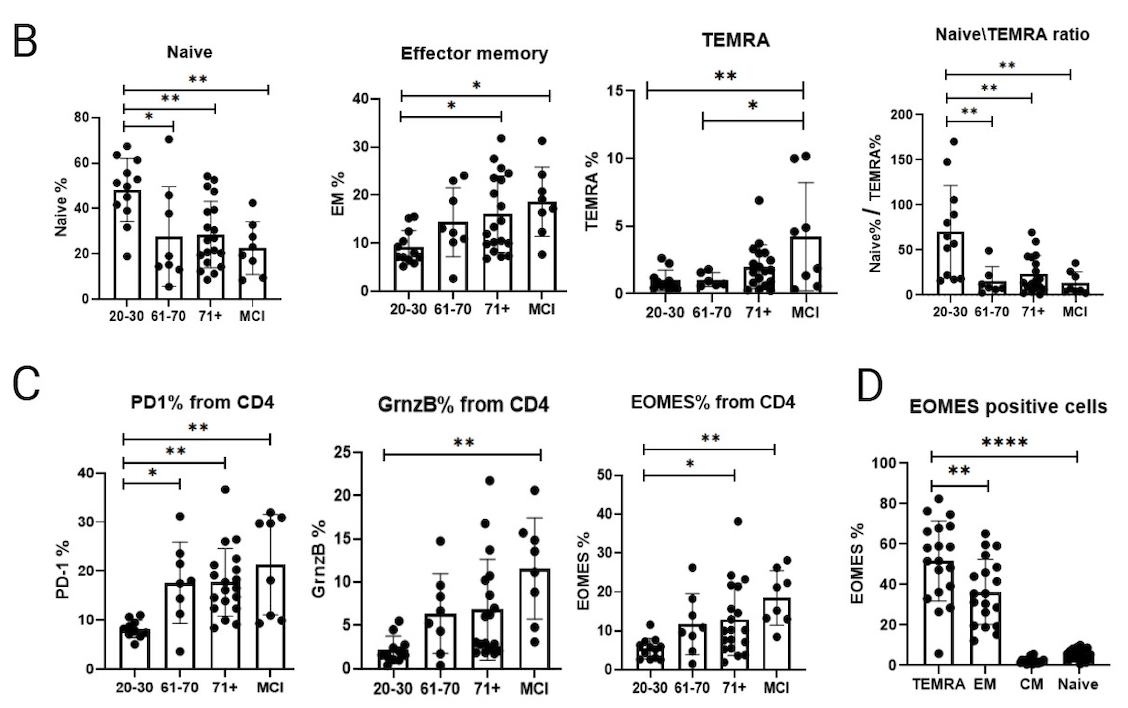 B
Naive
Naive %
80
60
40
20
0
** 
**
*
20-30 61-70 71+ MCI
Effector memory
EM %
40
30
20
10
0
*
*
20-30 61-70 71+ MCI
TEMRA
TEMRA %
15
10
5
0
**
*
20-30 61-70 71+ MCI
Naive\TEMRA ratio
Naive% / TEMRA%
200
150
100
50
0
**
**
**
20-30 61-70 71+ MCI
C
PD1% from CD4
PD-1 %
40
30
20
10
0
**
**
*
20-30 61-70 71+ MCI
GrnzB% from CD4
GrnzB %
25
20
15
10
5
0
**
20-30 61-70 71+ MCI
EOMES% from CD4
EOMES %
50
40
30
20
10
0
**
*
20-30 61-70 71+ MCI
D
EOMES positive cells
EOMES %
100
80
60
40
20
0
****
**
TEMRA EM CM Naive